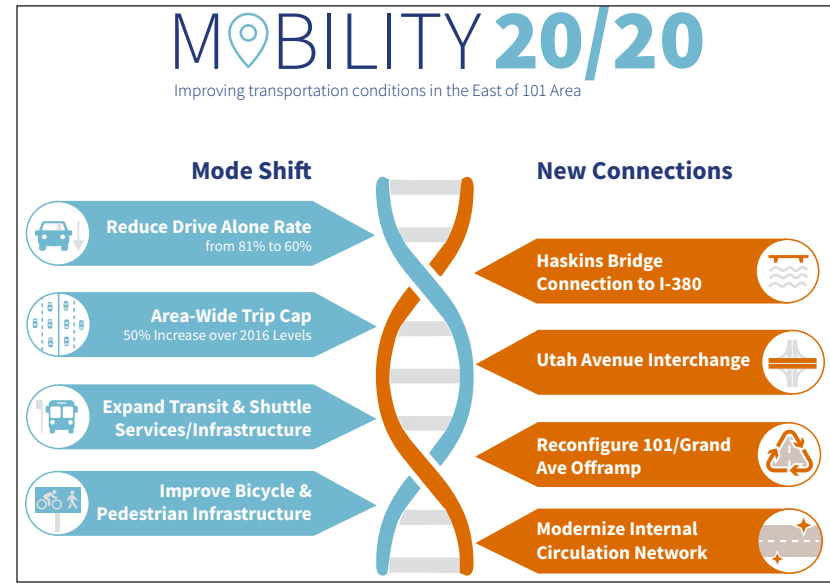 MOBILITY 20/20
Improving transportation conditions in the East of 101 Area
Mode Shift
Reduce Drive Alone Rate
from 81% to 60%
Area-Wide Trip Cap
50% Increase over 2016 Levels
Expand Transit & Shuttle
Services/Infrastructure
Improve Bicycle &
Pedestrian Infrastructure
New Connections
Haskins Bridge
Connection to I-380
Utah Avenue Interchange
Reconfigure 101/Grand
Ave Offramp
Modernize Internal
Circulation Network